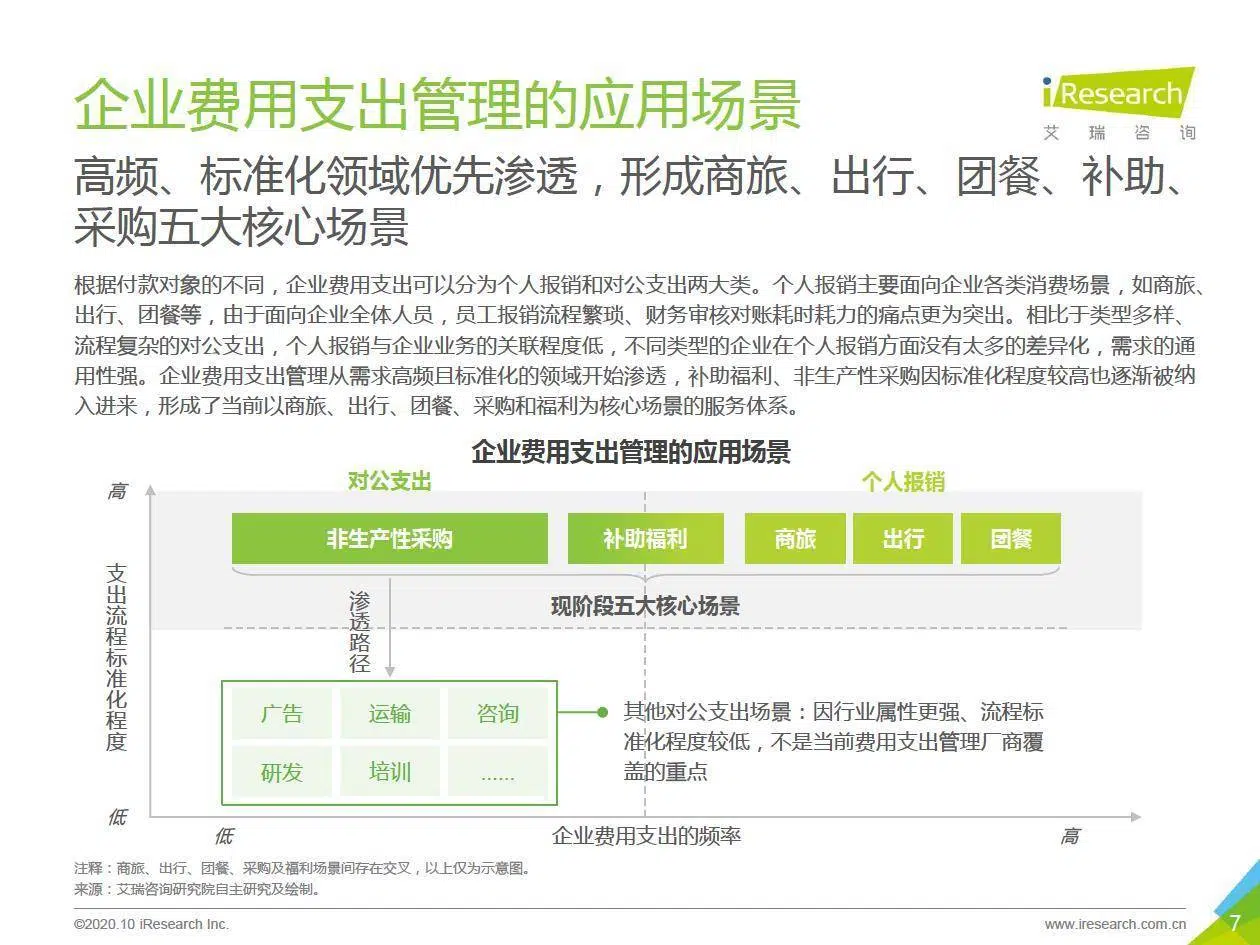 企业费用支出管理的应用场景
iResearch
艾瑞咨询
高频、标准化领域优先渗透，形成商旅、出行、团餐、补助、
采购五大核心场景
根据付款对象的不同，企业费用支出可以分为个人报销和对公支出两大类。个人报销主要面向企业各类消费场景，如商旅、
出行、团餐等，由于面向企业全体人员，员工报销流程繁琐、财务审核对账耗时耗力的痛点更为突出。相比于类型多样、
流程复杂的对公支出，个人报销与企业业务的关联程度低，不同类型的企业在个人报销方面没有太多的差异化，需求的通
用性强。企业费用支出管理从需求高频且标准化的领域开始渗透，补助福利、非生产性采购因标准化程度较高也逐渐被纳
入进来，形成了当前以商旅、出行、团餐、采购和福利为核心场景的服务体系。
企业费用支出管理的应用场景
对公支出
个人报销
高
非生产性采购
补助福利
商旅
出行
团餐
现阶段五大核心场景
渗透路径
支出流程标准化程度
广告
运输
咨询
研发
培训
……
其他对公支出场景：因行业属性更强、流程标
准化程度较低，不是当前费用支出管理厂商覆
盖的重点
低
低
企业费用支出的频率
高
注释：商旅、出行、团餐、采购及福利场景间存在交叉，以上仅为示意图。
来源：艾瑞咨询研究院自主研究及绘制。
©2020.10 iResearch Inc.
www.iresearch.com.cn
7